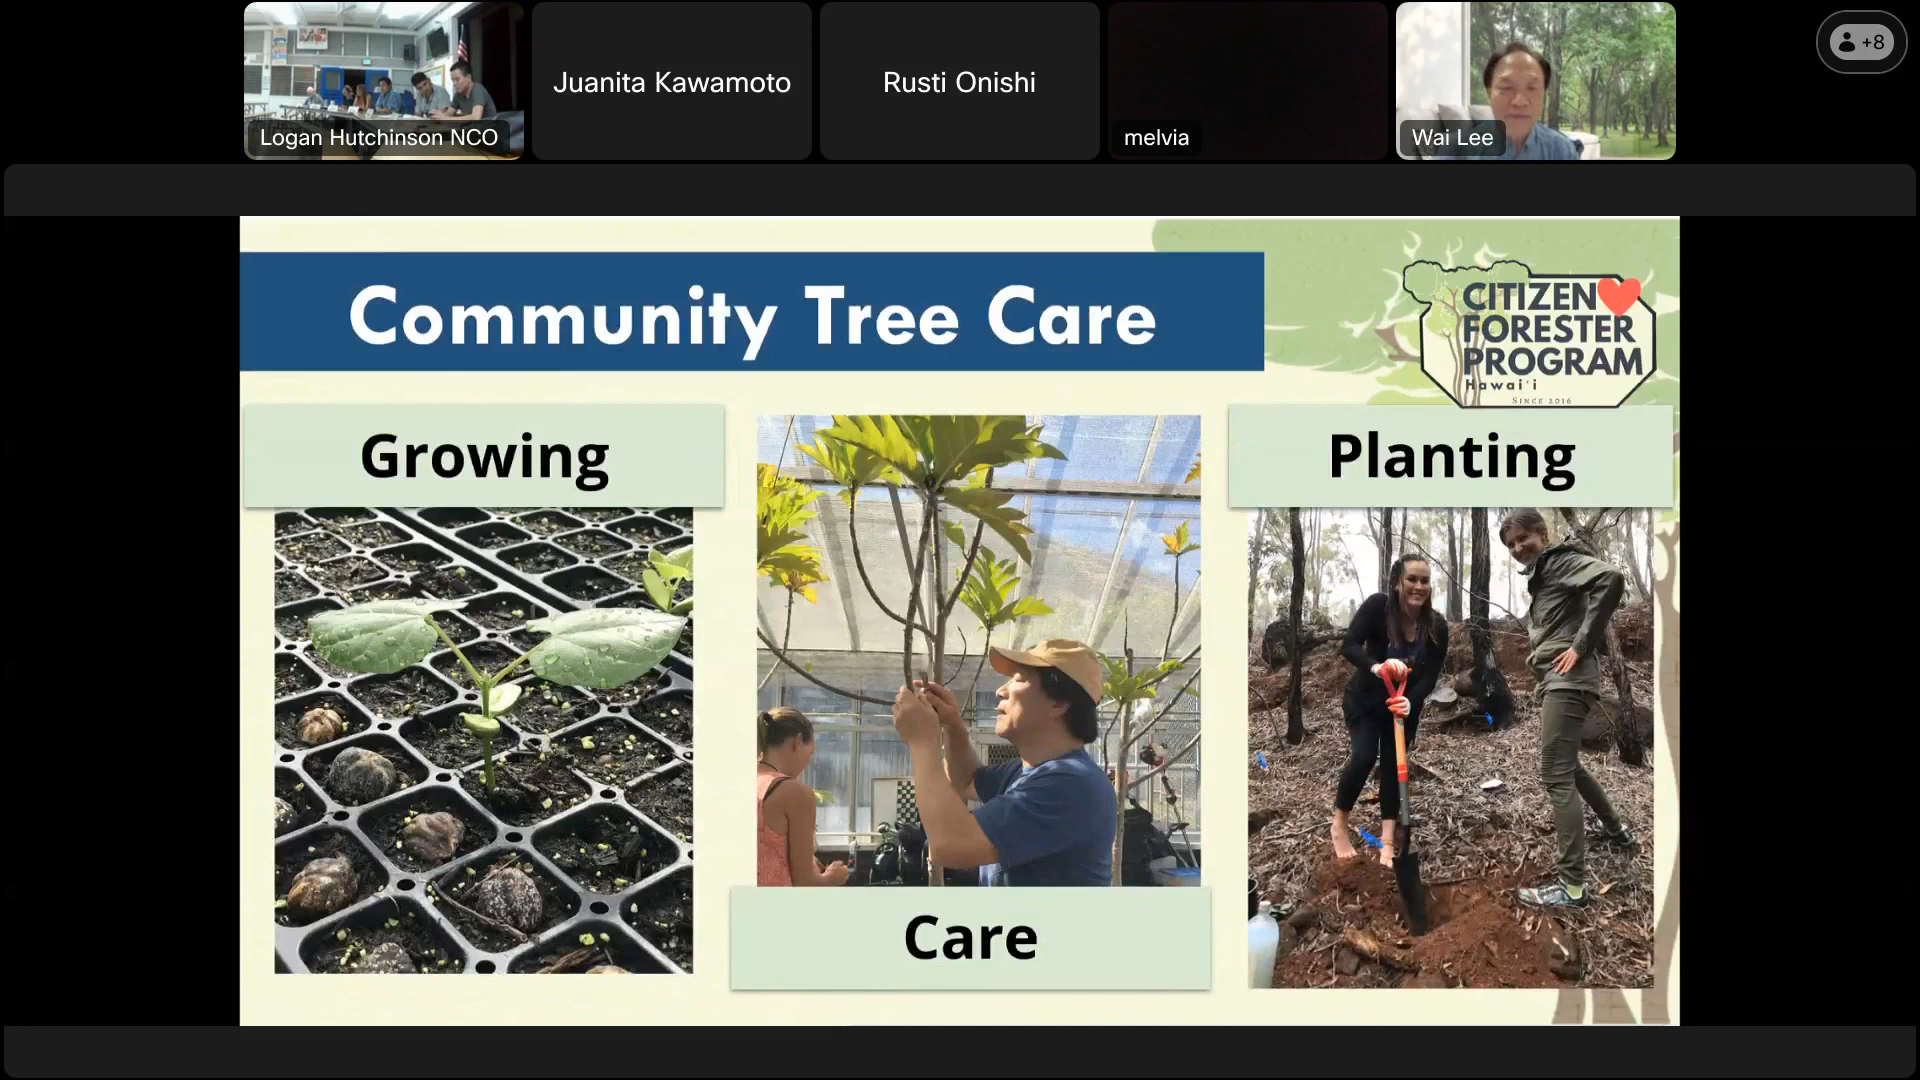 Logan Hutchinson NCO
Juanita Kawamoto
Rusti Onishi
melvia
Wai Lee
+8
Community Tree Care
CITIZEN
FORESTER
PROGRAM
Hawai'i
SINCE 2016
Growing
Planting
Care